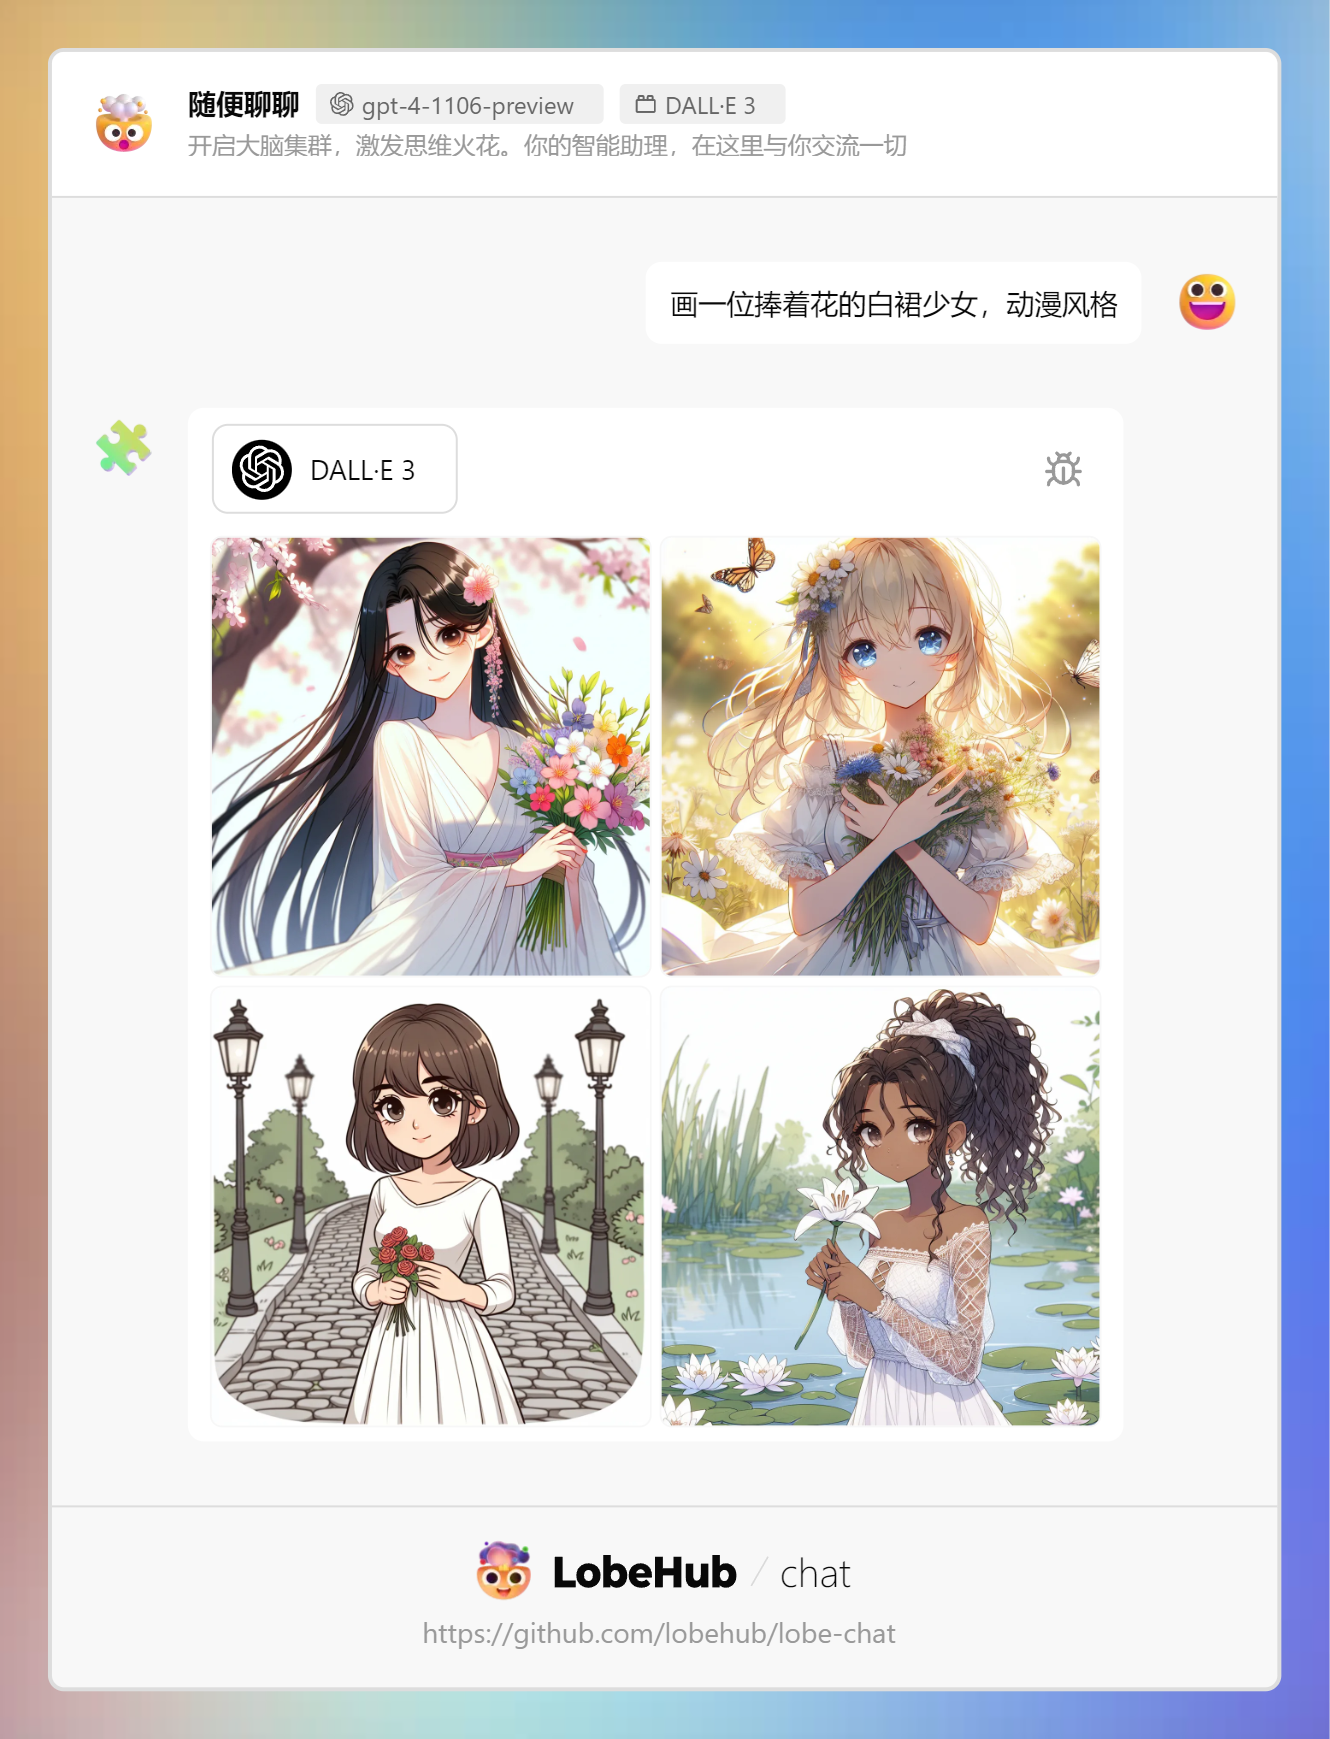 随便聊聊 gpt-4-1106-preview DALL·E 3
开启大脑集群，激发思维火花。你的智能助理，在这里与你交流一切
画一位捧着花的白裙少女，动漫风格
DALL·E 3
LobeHub / chat
https://github.com/lobehub/lobe-chat